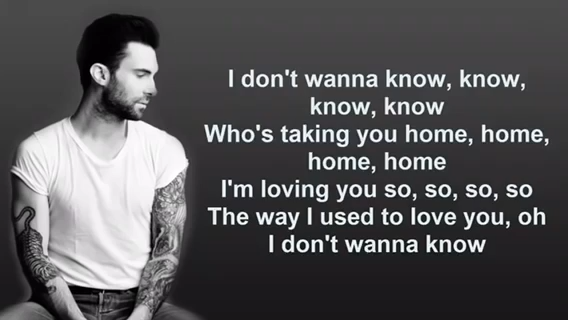 I don't wanna know, know,
know, know
Who's taking you home, home,
home, home
I'm loving you so, so, so, so
The way I used to love you, oh
I don't wanna know